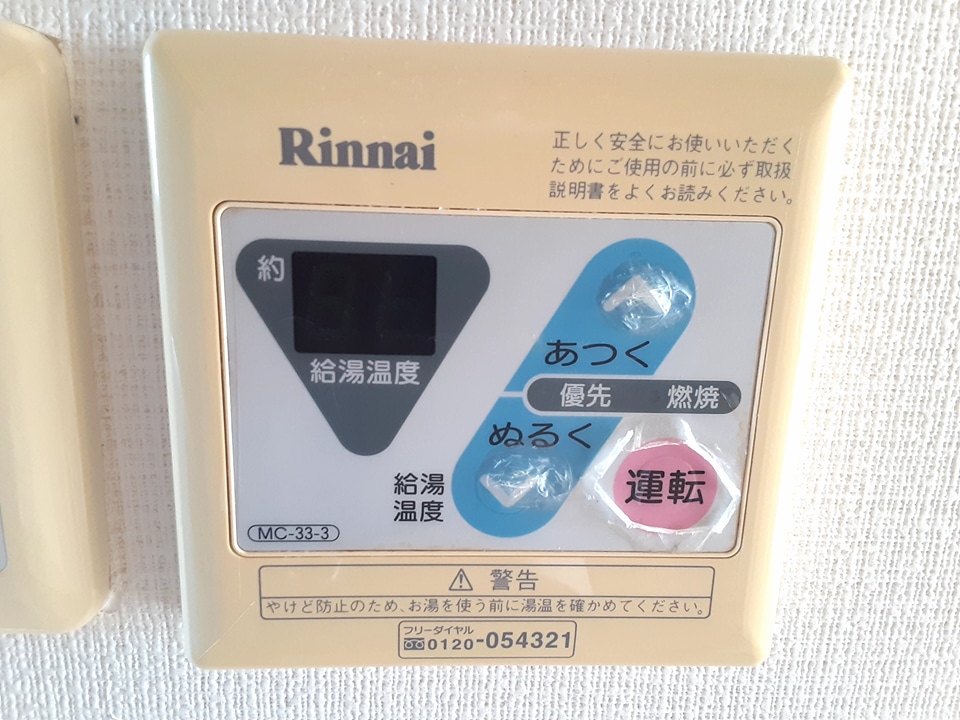 Rinnai
正しく安全にお使いいただく
ためにご使用の前に必ず取扱
説明書をよくお読みください。
約
給湯温度
あつく
優先 燃焼
ぬるく
給湯
温度
運転
MC-33-3
警告
やけど防止のため、お湯を使う前に湯温を確かめてください。
フリーダイヤル
0120-054321